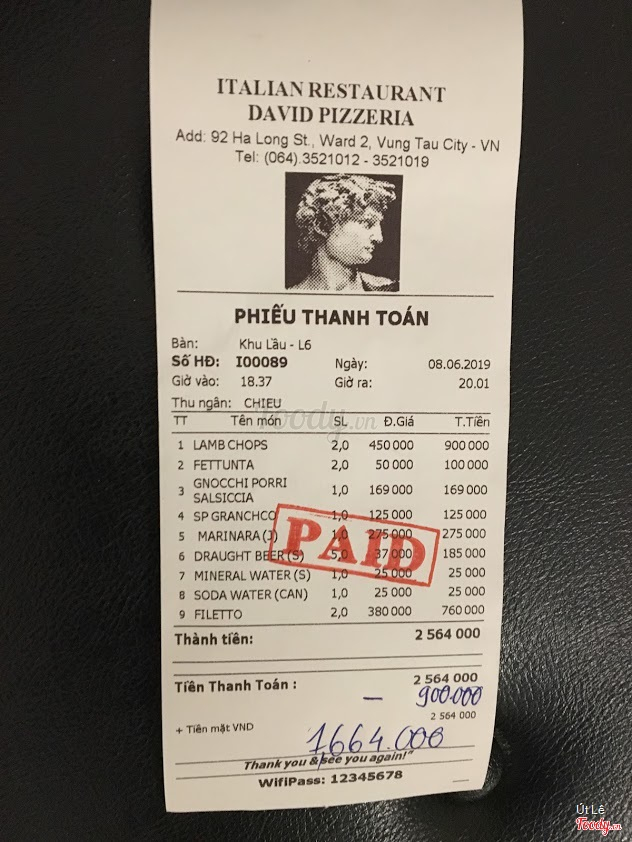 ITALIAN RESTAURANT
DAVID PIZZERIA
Add: 92 Ha Long St., Ward 2, Vung Tau City - VN
Tel: (064).3521012 - 3521019
PHIẾU THANH TOÁN
Bàn: Khu Lầu - L6
Số HĐ: I00089 Ngày: 08.06.2019
Giờ vào: 18.37 Giờ ra: 20.01
Thu ngân: CHIEU
foody.vn
TT Tên món SL Đ.Giá T.Tiền
1 LAMB CHOPS 2,0 450 000 900 000
2 FETTUNTA 2,0 50 000 100 000
3 GNOCCHI PORRI SALSICCIA 1,0 169 000 169 000
4 SP GRANCHCO 1,0 125 000 125 000
5 MARINARA (J) 1,0 275 000 275 000
6 DRAUGHT BEER (S) 5,0 37 000 185 000
7 MINERAL WATER (S) 1,0 25 000 25 000
8 SODA WATER (CAN) 1,0 25 000 25 000
9 FILETTO 2,0 380 000 760 000
PAID
Thành tiền: 2 564 000
Tiền Thanh Toán : 2 564 000
- 900.000
+ Tiền mặt VND 2 564 000
1,664.000
Thank you & see you again!"
WifiPass: 12345678
Út Lê
Foody.vn